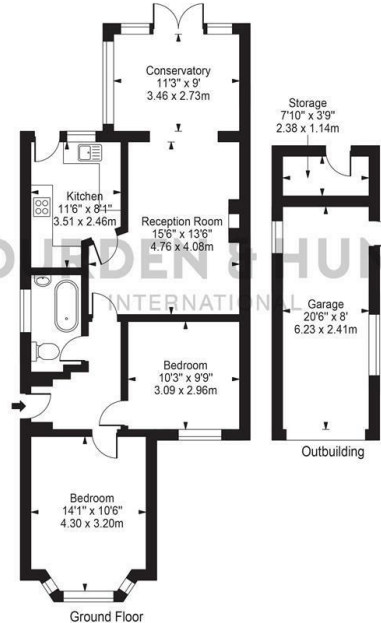 Conservatory
11'3" x 9'
3.46 x 2.73m
Storage
7'10" x 3'9"
2.38 x 1.14m
Kitchen
11'6" x 8'1"
3.51 x 2.46m
Reception Room
15'6" x 13'6"
4.76 x 4.08m
OURDEN & HUN
INTERNATIONAL
Garage
20'6" x 8'
6.23 x 2.41m
Bedroom
10'3" x 9'9"
3.09 x 2.96m
Outbuilding
Bedroom
14'1" x 10'6"
4.30 x 3.20m
Ground Floor